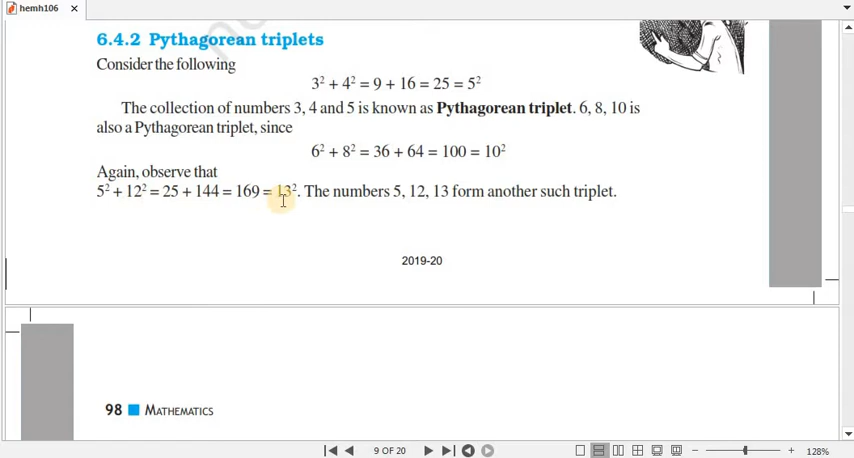 hemh106
6.4.2 Pythagorean triplets
Consider the following
3² + 4² = 9 + 16 = 25 = 5²
The collection of numbers 3, 4 and 5 is known as Pythagorean triplet. 6, 8, 10 is
also a Pythagorean triplet, since
6² + 8² = 36 + 64 = 100 = 10²
Again, observe that
5² + 12² = 25 + 144 = 169 = 13². The numbers 5, 12, 13 form another such triplet.
2019-20
98 MATHEMATICS
9 OF 20
128%